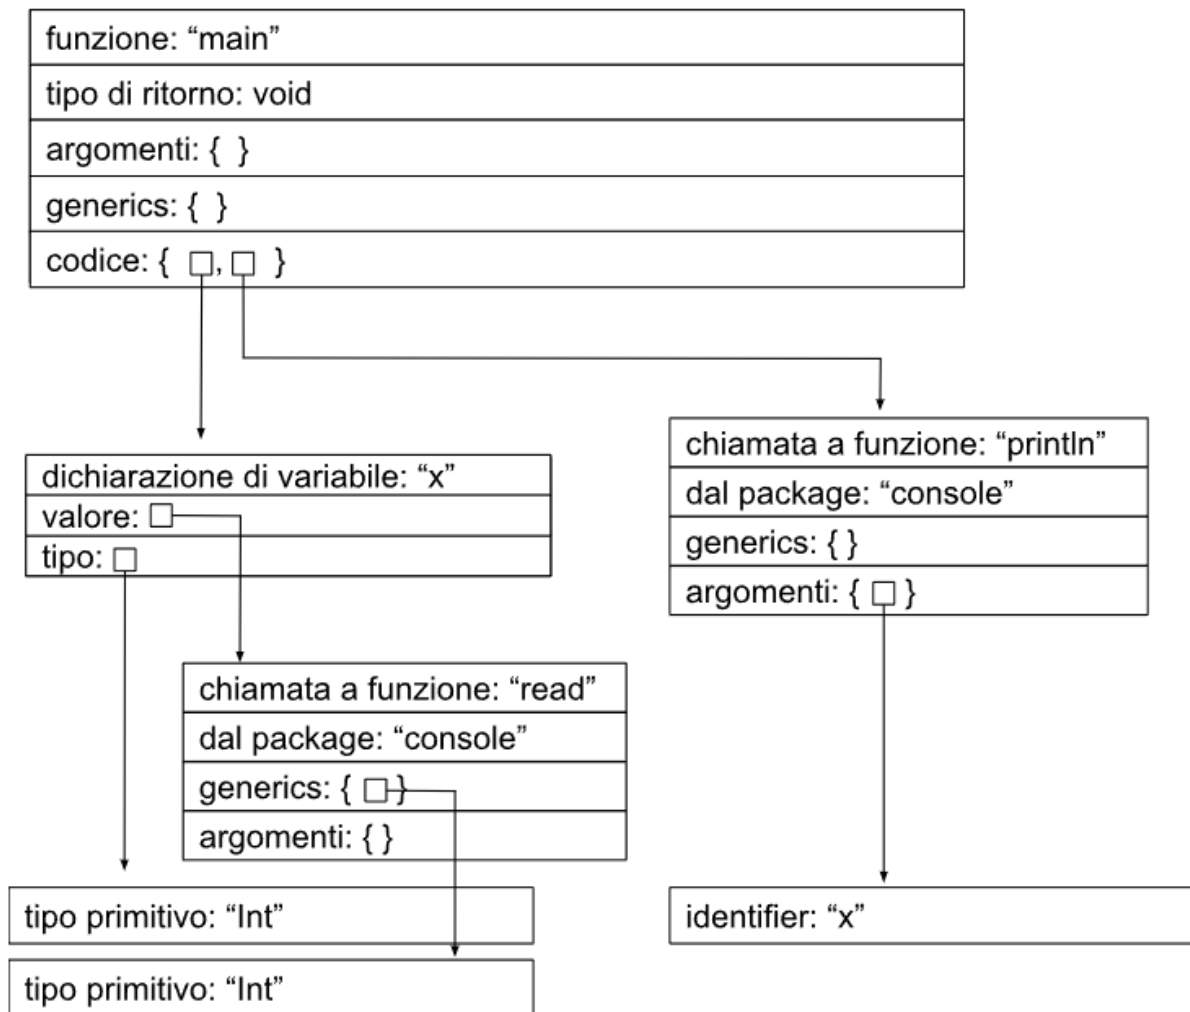 funzione: “main”
tipo di ritorno: void
argomenti: { }
generics: { }
codice: { □, □ }
dichiarazione di variabile: “x”
valore: □
tipo: □
chiamata a funzione: “println”
dal package: “console”
generics: { }
argomenti: { □ }
chiamata a funzione: “read”
dal package: “console”
generics: { □ }
argomenti: { }
tipo primitivo: “Int”
identifier: “x”
tipo primitivo: “Int”